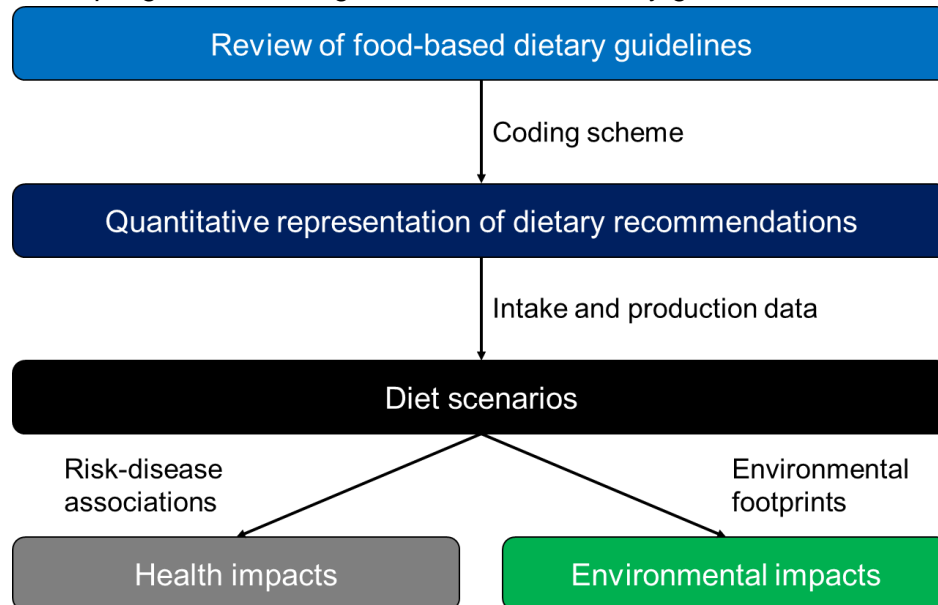 Review of food-based dietary guidelines
Coding scheme
Quantitative representation of dietary recommendations
Intake and production data
Diet scenarios
Risk-disease
associations
Environmental
footprints
Health impacts
Environmental impacts